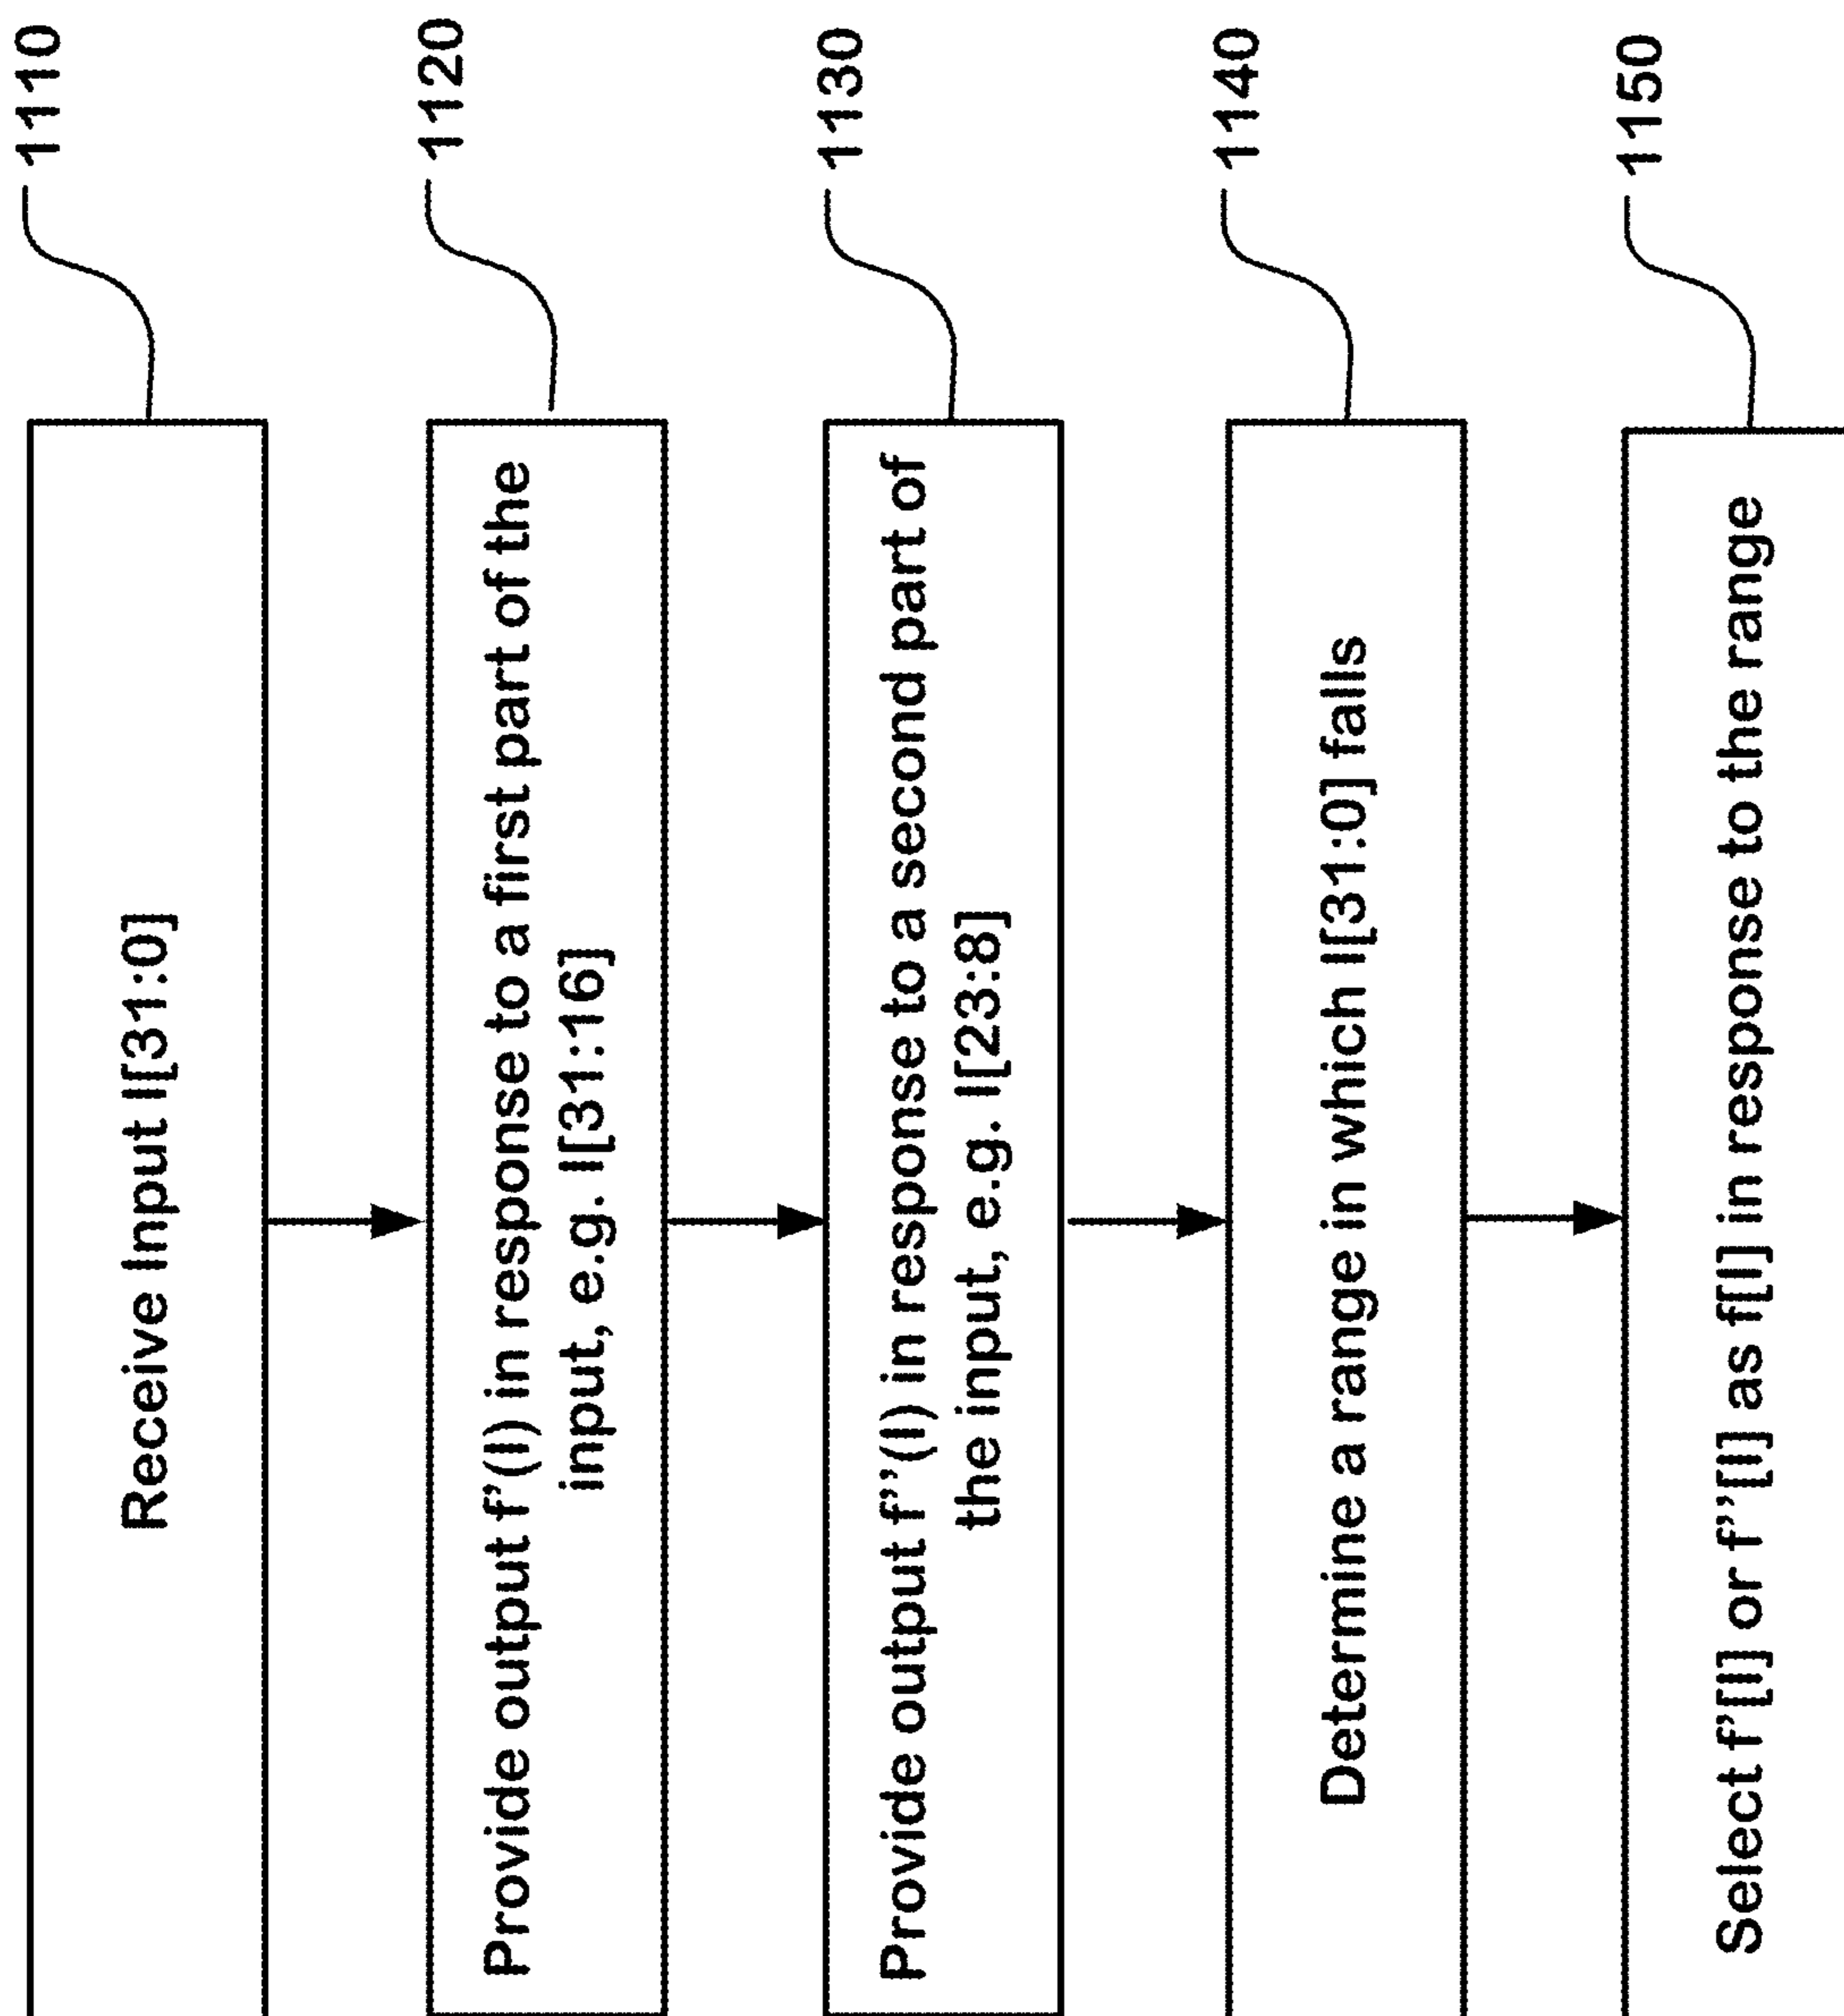 Receive Input I[31:0]
1110
Provide output f'(I) in response to a first part of the
input, e.g. I[31:16]
1120
Provide output f''(I) in response to a second part of
the input, e.g. I[23:8]
1130
Determine a range in which I[31:0] falls
1140
Select f'[I] or f''[I] as f[I] in response to the range
1150